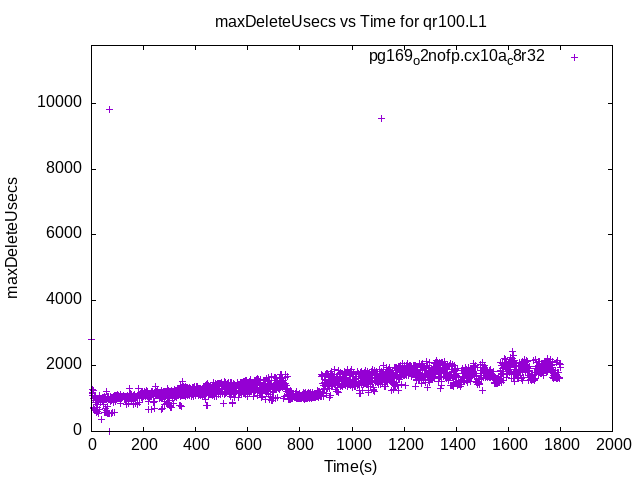 maxDeleteUsecs vs Time for qr100.L1
pg169o2nofp.cx10ac8r32
10000
8000
6000
4000
2000
0
maxDeleteUsecs
0 200 400 600 800 1000 1200 1400 1600 1800 2000
Time(s)